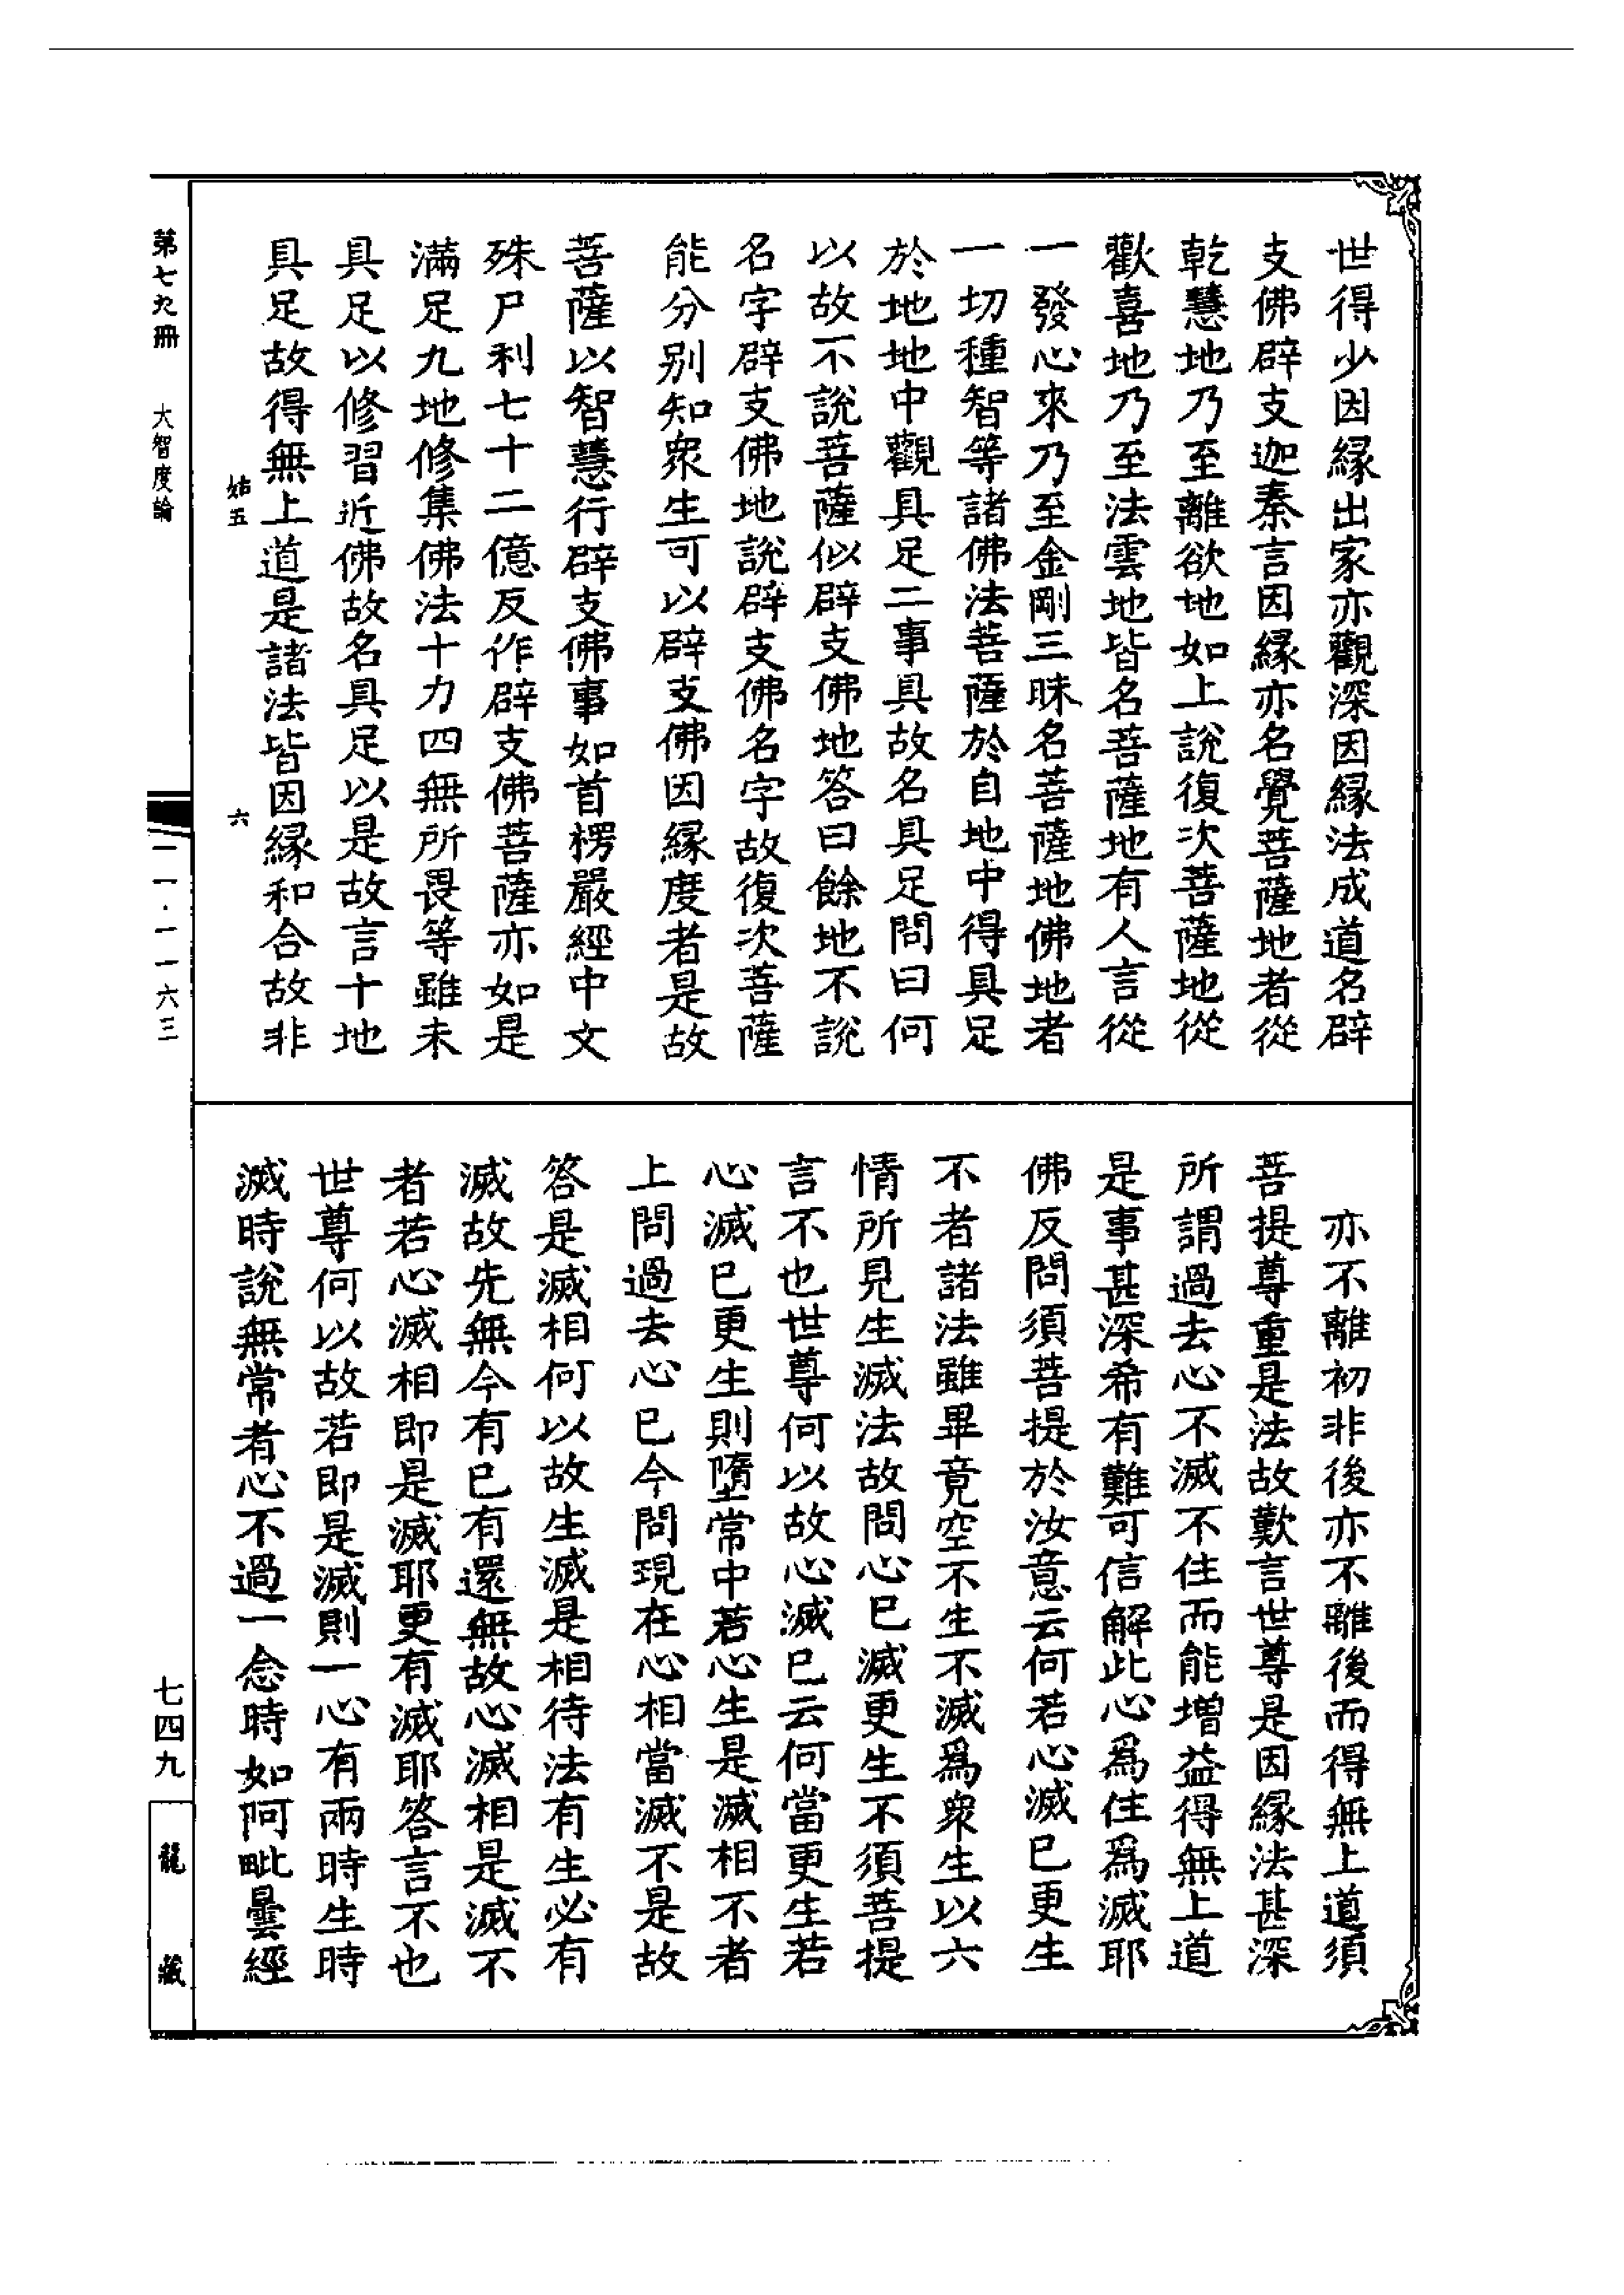 世得少因緣出家亦觀深因緣法成道名辟
支佛辟支迦秦言因緣亦名覺菩薩地者從
乾慧地乃至離欲地如上說復次菩薩地從
歡喜地乃至法雲地皆名菩薩地有人言從
一發心來乃至金剛三昧名菩薩地佛地者
一切種智等諸佛法菩薩於自地中得具足
於地地中觀具足二事具故名具足問曰何
以故不說菩薩似辟支佛地答曰餘地不說
名字辟支佛地說辟支佛名字故復次菩薩
能分别知衆生可以辟支佛因緣度者是故
菩薩以智慧行辟支佛事如首楞嚴經中文
殊尸利七十二億反作辟支佛菩薩亦如是
滿足九地修集佛法十力四無所畏等雖未
具足以修習近佛故名具足以是故言十地
具足故得無上道是諸法皆因緣和合故非
亦不離初非後亦不離後而得無上道須
菩提尊重是法故歎言世尊是因緣法甚深
所謂過去心不滅不住而能增益得無上道
是事甚深希有難可信解此心爲住爲滅耶
佛反問須菩提於汝意云何若心滅已更生
不者諸法雖畢竟空不生不滅爲衆生以六
情所見生滅法故問心已滅更生不須菩提
言不也世尊何以故心滅已云何當更生若
心滅已更生則墮常中若心生是滅相不者
上問過去心已今問現在心相當滅不是故
答是滅相何以故生滅是相待法有生必有
滅故先無今有已有還無故心滅相是滅不
者若心滅相即是滅耶更有滅耶答言不也
世尊何以故若即是滅則一心有兩時生時
滅時說無常者心不過一念時如阿毗曇經
姑五
六
第七九冊
大智度論
一一·一一六三
七四九
龍藏